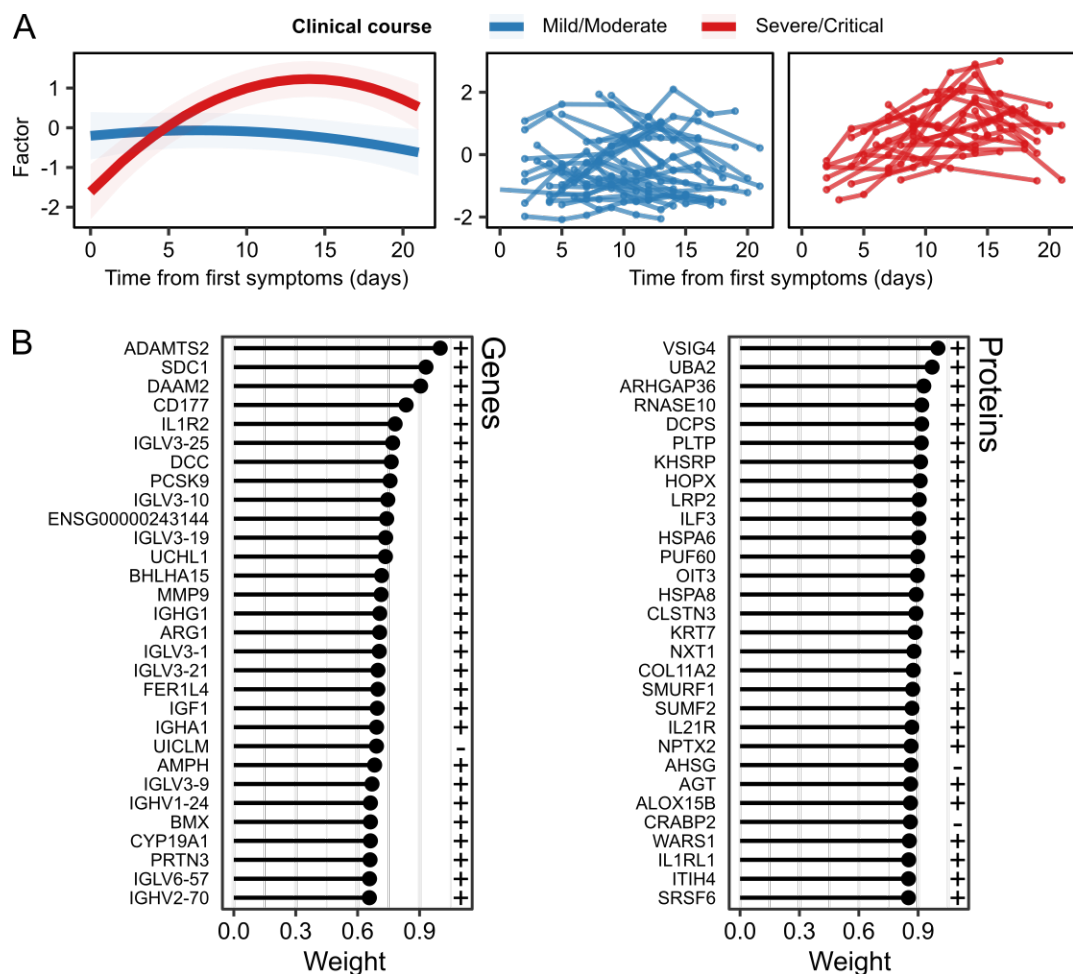 A
Clinical course Mild/Moderate Severe/Critical
Factor
1
0
-1
-2
0 5 10 15 20
Time from first symptoms (days)
2
0
-2
0 5 10 15 20
Time from first symptoms (days)
0 5 10 15 20
Time from first symptoms (days)
B
Genes
ADAMTS2 +
SDC1 +
DAAM2 +
CD177 +
IL1R2 +
IGLV3-25 +
DCC +
PCSK9 +
IGLV3-10 +
ENSG00000243144 +
IGLV3-19 +
UCHL1 +
BHLHA15 +
MMP9 +
IGHG1 +
ARG1 +
IGLV3-1 +
IGLV3-21 +
FER1L4 +
IGF1 +
IGHA1 +
UICLM -
AMPH +
IGLV3-9 +
IGHV1-24 +
BMX +
CYP19A1 +
PRTN3 +
IGLV6-57 +
IGHV2-70 +
0.0 0.3 0.6 0.9
Weight
Proteins
VSIG4 +
UBA2 +
ARHGAP36 +
RNASE10 +
DCPS +
PLTP +
KHSRP +
HOPX +
LRP2 +
ILF3 +
HSPA6 +
PUF60 +
OIT3 +
HSPA8 +
CLSTN3 +
KRT7 +
NXT1 +
COL11A2 -
SMURF1 +
SUMF2 +
IL21R +
NPTX2 +
AHSG -
AGT +
ALOX15B +
CRABP2 -
WARS1 +
IL1RL1 +
ITIH4 +
SRSF6 +
0.0 0.3 0.6 0.9
Weight